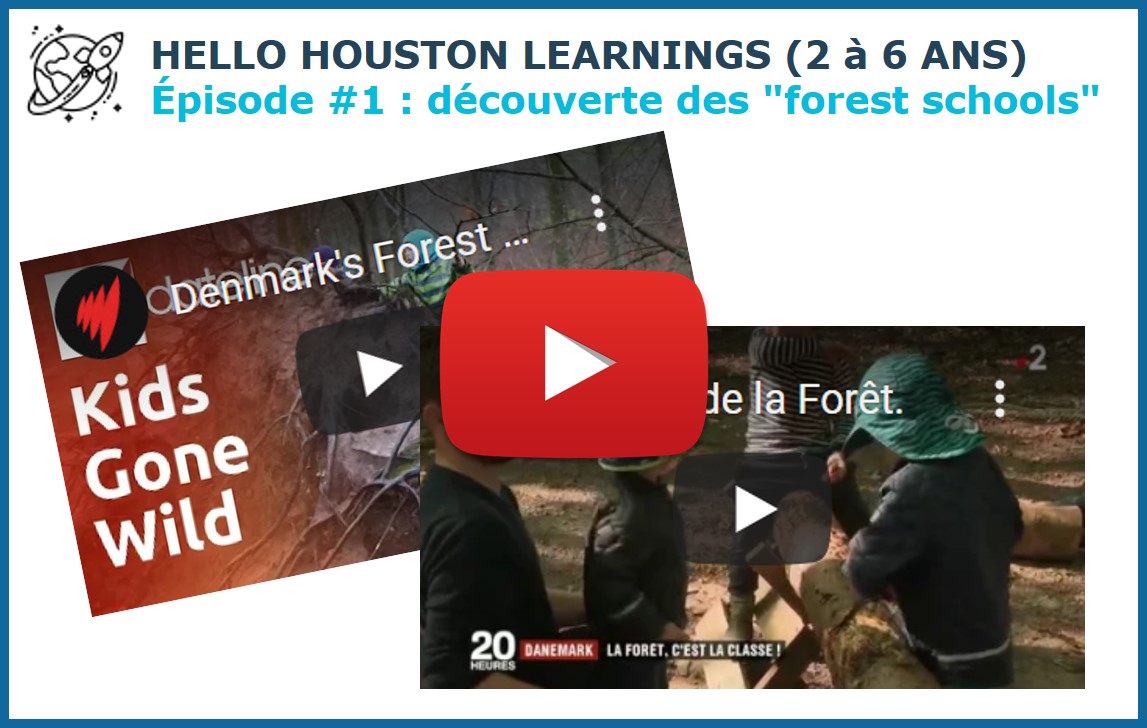 HELLO HOUSTON LEARNINGS (2 à 6 ANS)
Épisode #1 : découverte des "forest schools"
Denmark's Forest ...
dateline
Kids
Gone
Wild
de la Forêt.
2
20
HEURES
DANEMARK
LA FORÊT, C'EST LA CLASSE !